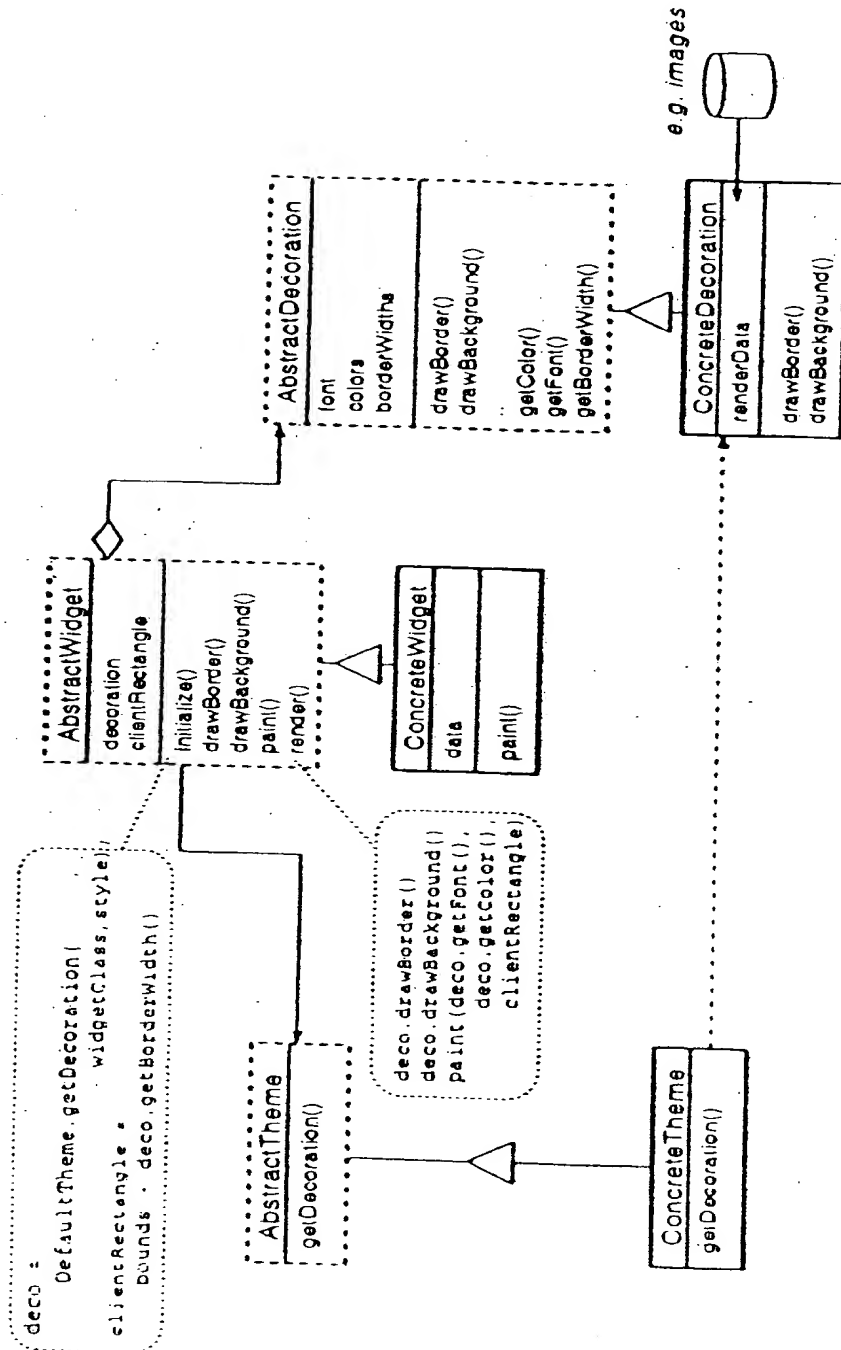 deco =
DefaultTheme.getDecoration(
widgetClass,style);
clientRectangle =
bounds - deco.getBorderWidth()
AbstractWidget
decoration
clientRectangle
initialize()
drawBorder()
drawBackground()
paint()
render()
AbstractDecoration
font
colors
borderWidths
drawBorder()
drawBackground()
getColor()
getFont()
getBorderWidth()
AbstractTheme
getDecoration()
deco.drawBorder()
deco.drawBackground()
paint(deco.getFont(),
deco.getColor(),
clientRectangle)
ConcreteWidget
data
paint()
ConcreteTheme
getDecoration()
ConcreteDecoration
renderData
drawBorder()
drawBackground()
e.g. images